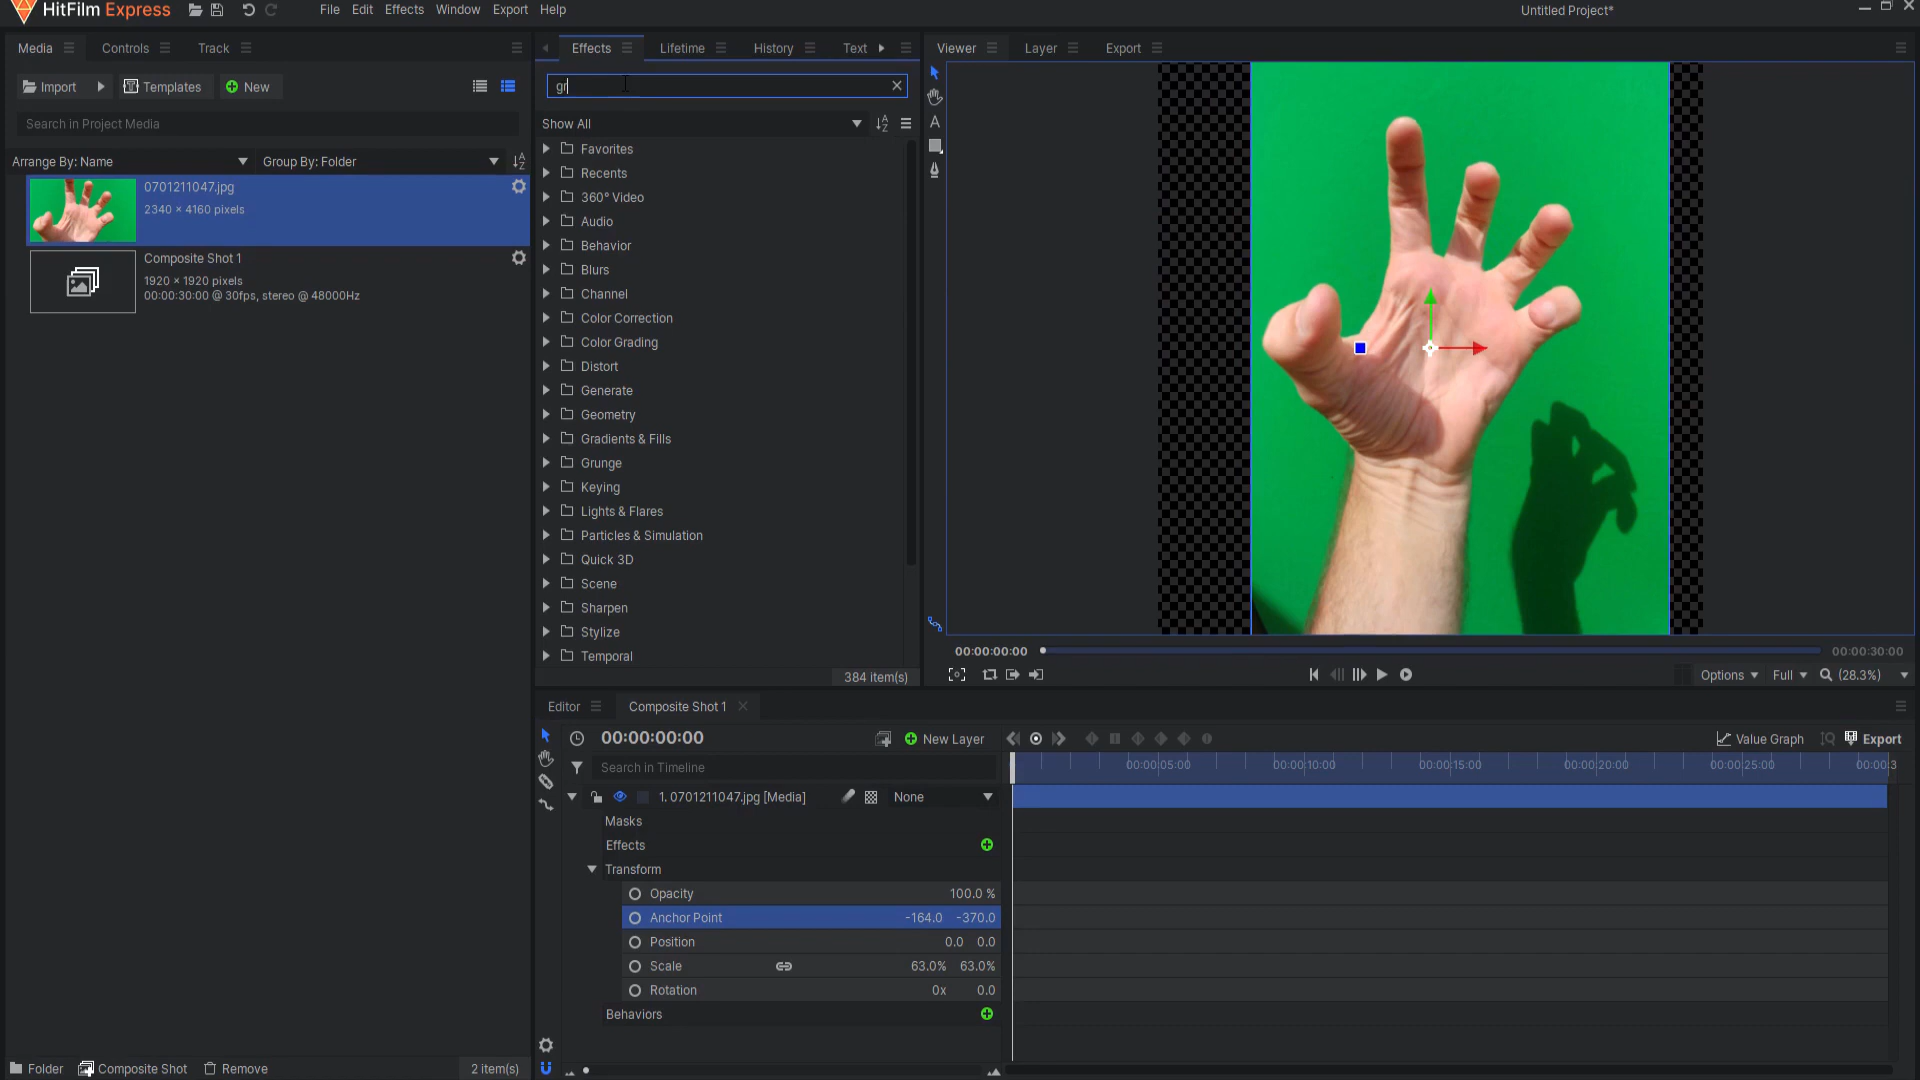 HitFilm Express
File Edit Effects Window Export Help
Untitled Project*
Media Controls Track
Effects Lifetime History Text
Viewer Layer Export
Import Templates New
gr
Search in Project Media
Show All
Arrange By: Name Group By: Folder
0701211047.jpg
2340 × 4160 pixels
Composite Shot 1
1920 × 1920 pixels
00:00:30:00 @ 30fps, stereo @ 48000Hz
Favorites
Recents
360° Video
Audio
Behavior
Blurs
Channel
Color Correction
Color Grading
Distort
Generate
Geometry
Gradients & Fills
Grunge
Keying
Lights & Flares
Particles & Simulation
Quick 3D
Scene
Sharpen
Stylize
Temporal
384 item(s)
00:00:00:00 00:00:30:00
Options Full (28.3%)
Editor Composite Shot 1
00:00:00:00 New Layer
Value Graph Export
Search in Timeline
00:00:05:00 00:00:10:00 00:00:15:00 00:00:20:00 00:00:25:00 00:00:3
1. 0701211047.jpg [Media] None
Masks
Effects
Transform
Opacity 100.0 %
Anchor Point -164.0 -370.0
Position 0.0 0.0
Scale 63.0% 63.0%
Rotation 0x 0.0
Behaviors
Folder Composite Shot Remove 2 item(s)